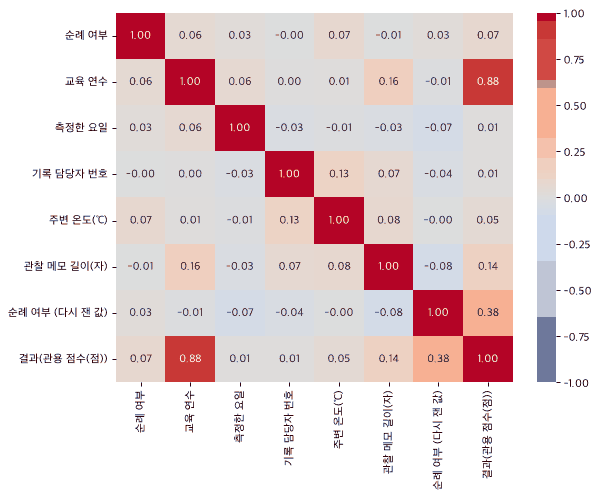 순례 여부 1.00 0.06 0.03 -0.00 0.07 -0.01 0.03 0.07
교육 연수 0.06 1.00 0.06 0.00 0.01 0.16 -0.01 0.88
측정한 요일 0.03 0.06 1.00 -0.03 -0.01 -0.03 -0.07 0.01
기록 담당자 번호 -0.00 0.00 -0.03 1.00 0.13 0.07 -0.04 0.01
주변 온도(℃) 0.07 0.01 -0.01 0.13 1.00 0.08 -0.00 0.05
관찰 메모 길이(자) -0.01 0.16 -0.03 0.07 0.08 1.00 -0.08 0.14
순례 여부 (다시 잰 값) 0.03 -0.01 -0.07 -0.04 -0.00 -0.08 1.00 0.38
결과(관용 점수(점)) 0.07 0.88 0.01 0.01 0.05 0.14 0.38 1.00
순례 여부
교육 연수
측정한 요일
기록 담당자 번호
주변 온도(℃)
관찰 메모 길이(자)
순례 여부 (다시 잰 값)
결과(관용 점수(점))
1.00
0.75
0.50
0.25
0.00
-0.25
-0.50
-0.75
-1.00